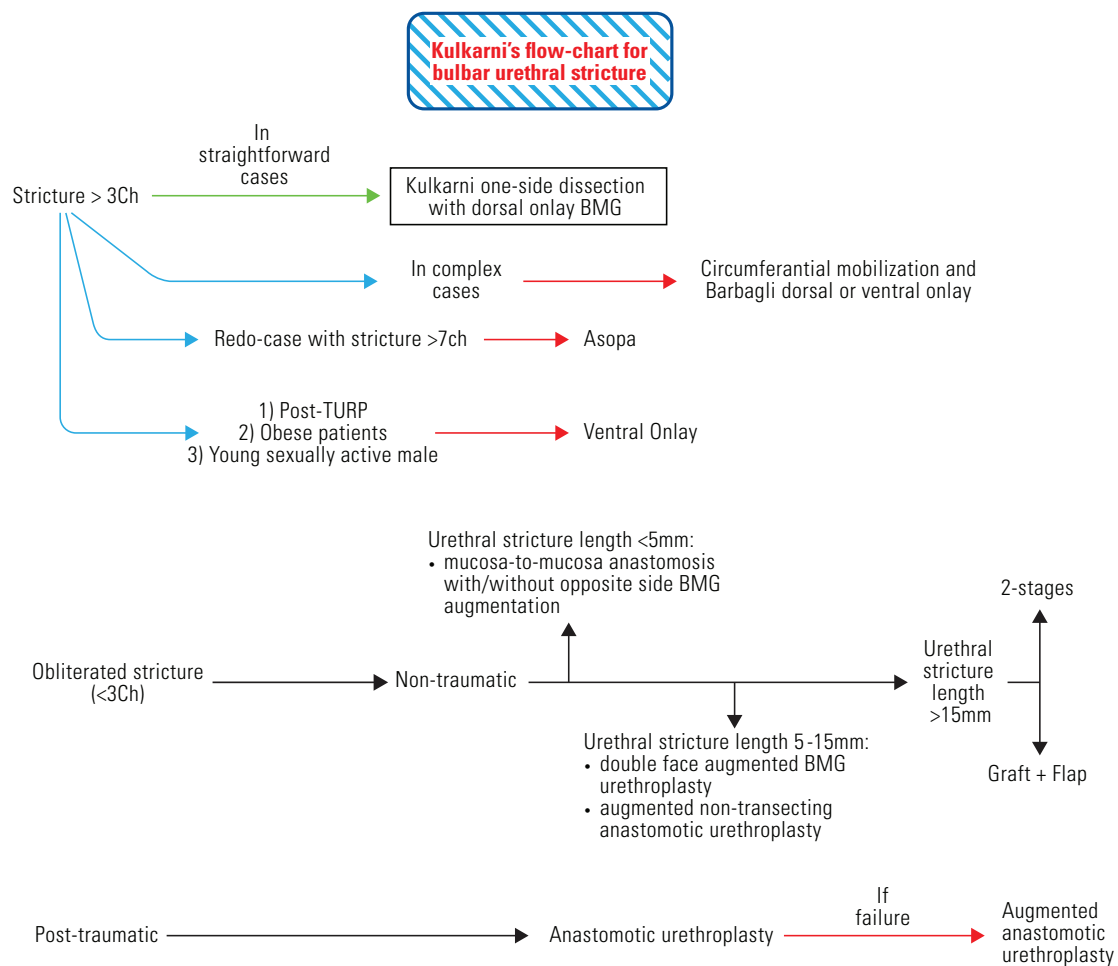 Kulkarni's flow-chart for
bulbar urethral stricture
In
straightforward
cases
Stricture > 3Ch
Kulkarni one-side dissection
with dorsal onlay BMG
In complex
cases
Circumferantial mobilization and
Barbagli dorsal or ventral onlay
Redo-case with stricture >7ch
Asopa
1) Post-TURP
2) Obese patients
3) Young sexually active male
Ventral Onlay
Urethral stricture length <5mm:
• mucosa-to-mucosa anastomosis
with/without opposite side BMG
augmentation
2-stages
Obliterated stricture
(<3Ch)
Non-traumatic
Urethral
stricture
length
>15mm
Urethral stricture length 5-15mm:
• double face augmented BMG
urethroplasty
• augmented non-transecting
anastomotic urethroplasty
Graft + Flap
Post-traumatic
Anastomotic urethroplasty
If
failure
Augmented
anastomotic
urethroplasty